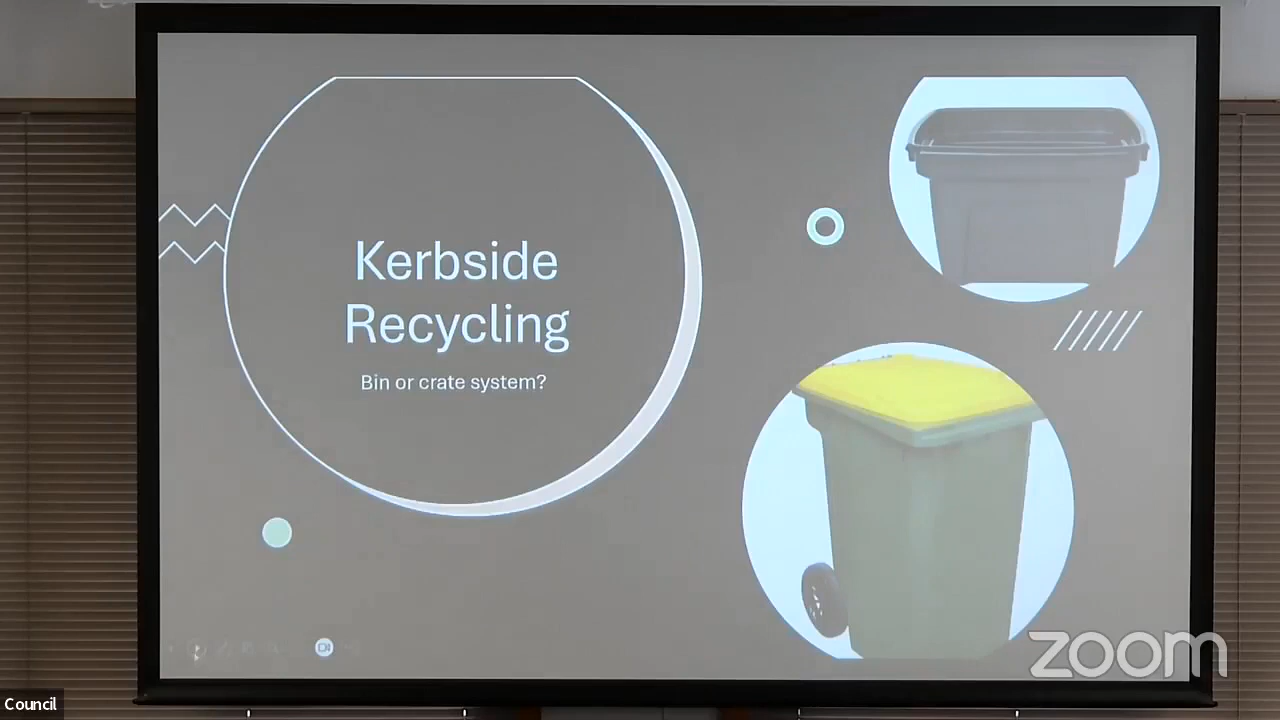 Kerbside
Recycling
Bin or crate system?
zoom
Council